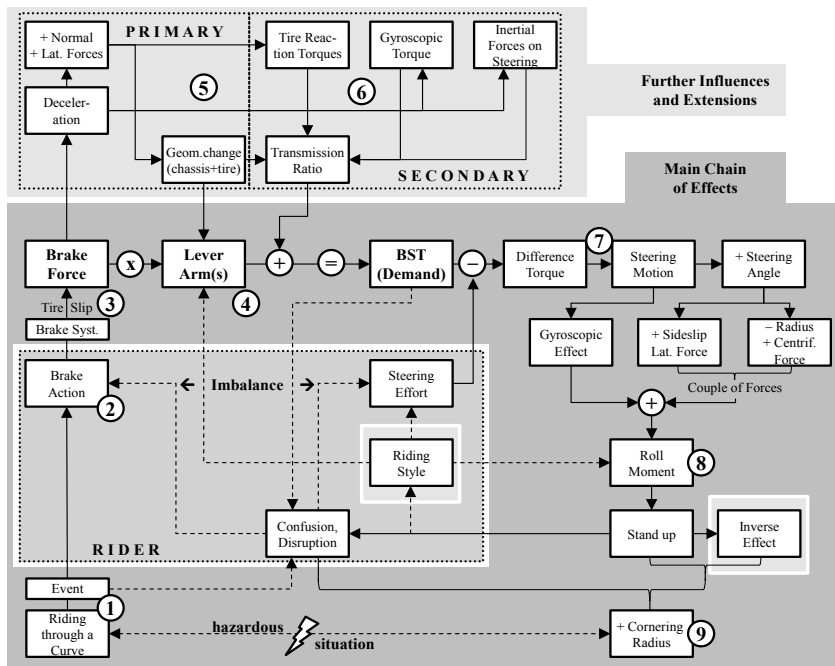 PRIMARY
+ Normal
+ Lat. Forces
Tire Reac-
tion Torques
Gyroscopic
Torque
Inertial
Forces on
Steering
5
6
Further Influences
and Extensions
Deceler-
ation
Geom.change
(chassis+tire)
Transmission
Ratio
SECONDARY
Main Chain
of Effects
Brake
Force
x
Lever
Arm(s)
+
=
BST
(Demand)
−
Difference
Torque
7
Steering
Motion
+ Steering
Angle
3
4
Tire Slip
Brake Syst.
Gyroscopic
Effect
+ Sideslip
Lat. Force
− Radius
+ Centrif.
Force
Couple of Forces
Brake
Action
2
Imbalance
Steering
Effort
+
Riding
Style
Roll
Moment
8
Confusion,
Disruption
Stand up
Inverse
Effect
RIDER
Event
1
Riding
through a
Curve
hazardous
situation
+ Cornering
Radius
9